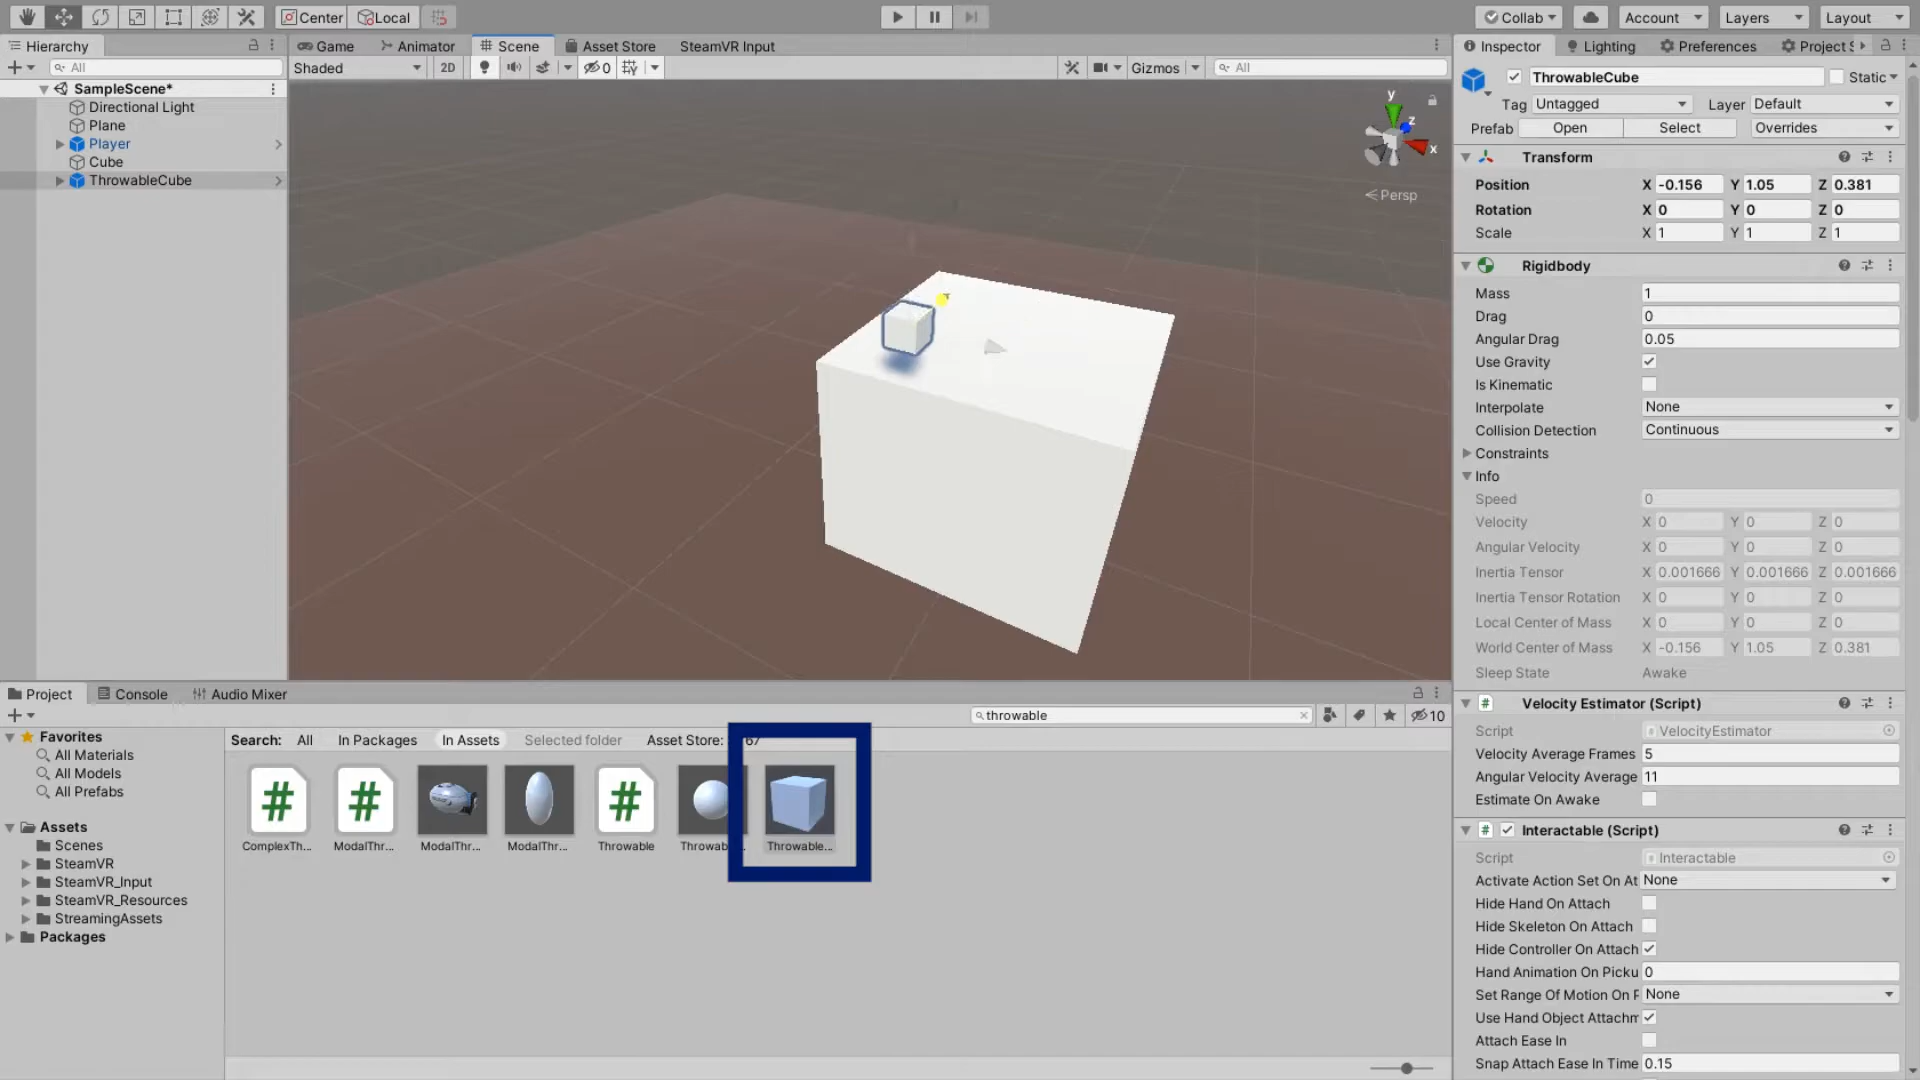 Center
Local
Collab
Account
Layers
Layout
Hierarchy
All
SampleScene*
Directional Light
Plane
Player
Cube
ThrowableCube
Game
Animator
Scene
Asset Store
SteamVR Input
Shaded
2D
0
Gizmos
All
y
z
x
Persp
Inspector
Lighting
Preferences
Project S
ThrowableCube
Static
Tag Untagged
Layer Default
Prefab Open Select Overrides
Transform
Position X -0.156 Y 1.05 Z 0.381
Rotation X 0 Y 0 Z 0
Scale X 1 Y 1 Z 1
Rigidbody
Mass 1
Drag 0
Angular Drag 0.05
Use Gravity
Is Kinematic
Interpolate None
Collision Detection Continuous
Constraints
Info
Speed 0
Velocity X 0 Y 0 Z 0
Angular Velocity X 0 Y 0 Z 0
Inertia Tensor X 0.001666 Y 0.001666 Z 0.001666
Inertia Tensor Rotation X 0 Y 0 Z 0
Local Center of Mass X 0 Y 0 Z 0
World Center of Mass X -0.156 Y 1.05 Z 0.381
Sleep State Awake
# Velocity Estimator (Script)
Script VelocityEstimator
Velocity Average Frames 5
Angular Velocity Average 11
Estimate On Awake
# Interactable (Script)
Script Interactable
Activate Action Set On At None
Hide Hand On Attach
Hide Skeleton On Attach
Hide Controller On Attach
Hand Animation On Picku 0
Set Range Of Motion On P None
Use Hand Object Attachm
Attach Ease In
Snap Attach Ease In Time 0.15
Project
Console
Audio Mixer
throwable
10
Favorites
All Materials
All Models
All Prefabs
Assets
Scenes
SteamVR
SteamVR_Input
SteamVR_Resources
StreamingAssets
Packages
Search: All In Packages In Assets Selected folder Asset Store: 67
ComplexTh...
ModalThr...
ModalThr...
ModalThr...
Throwable
Throwab
Throwable...